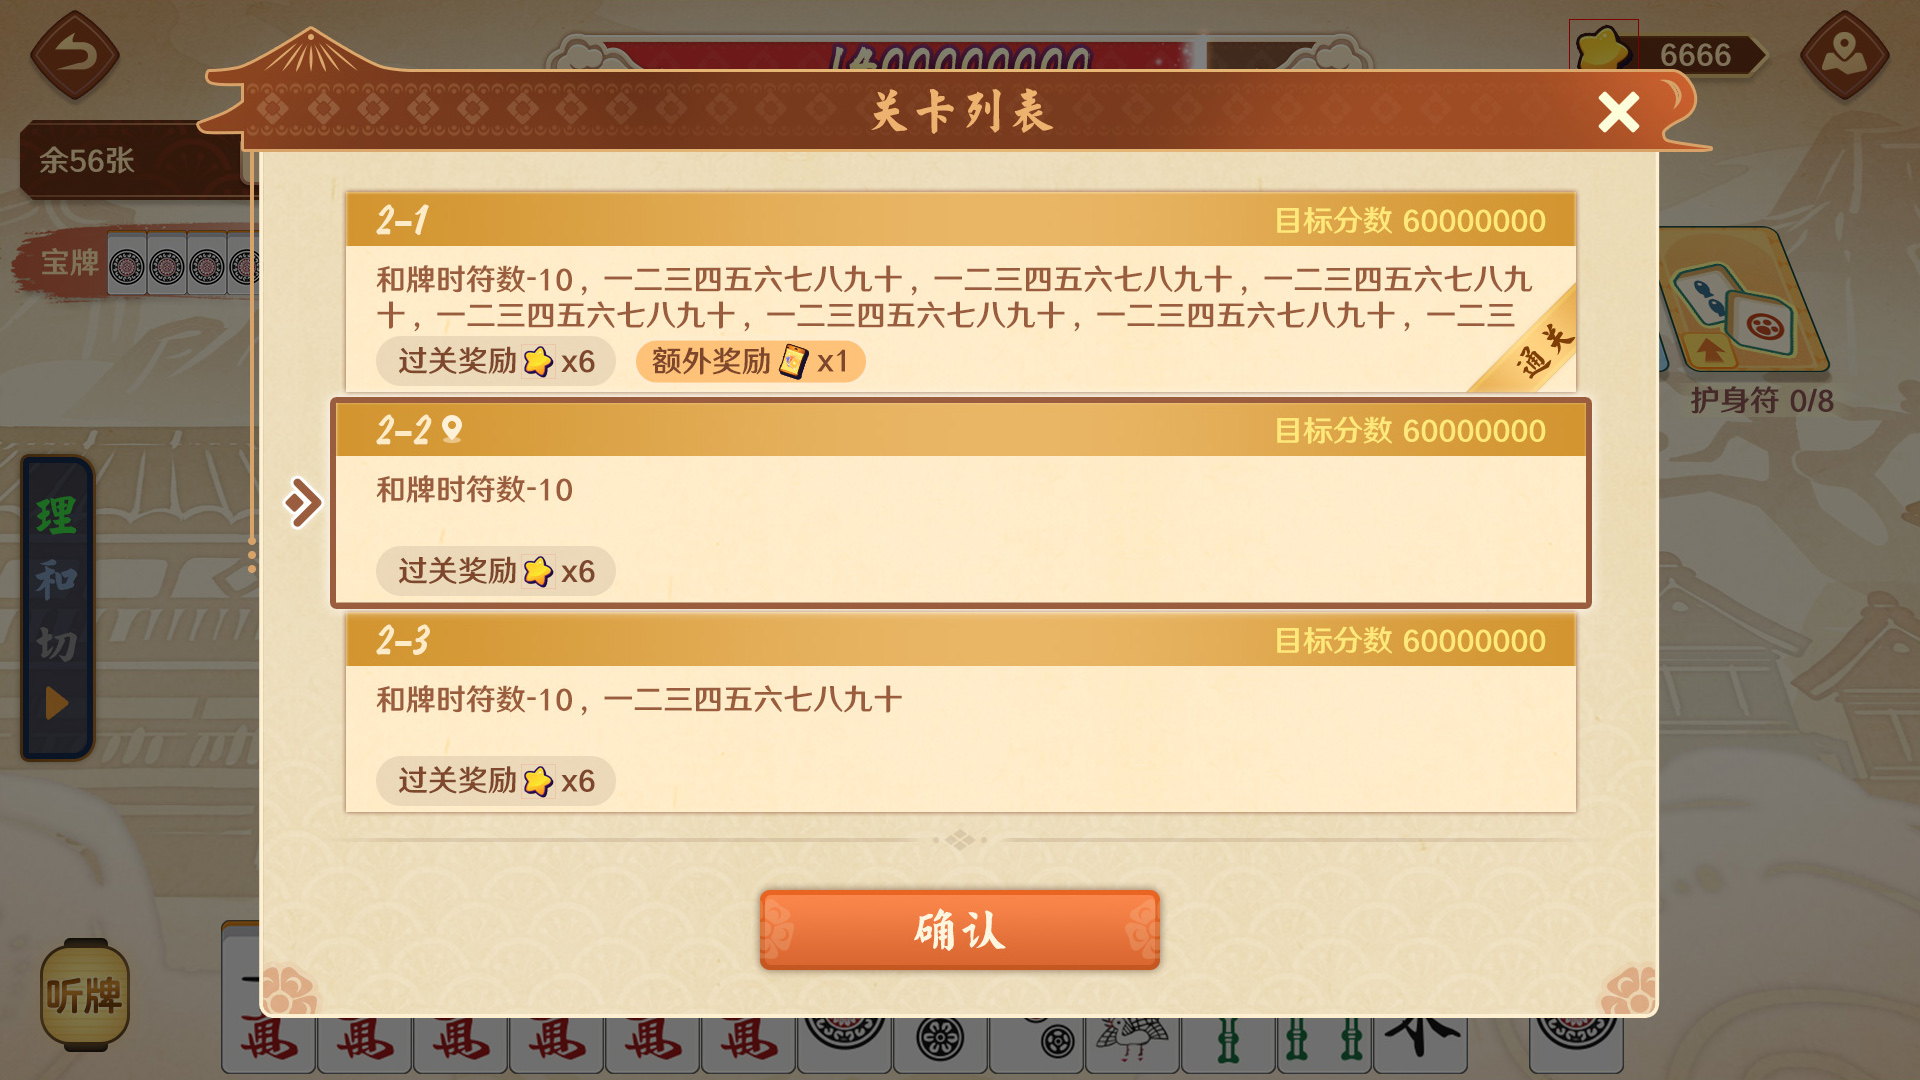 6666
关卡列表
余56张
宝牌
2-1
目标分数 60000000
和牌时符数-10，一二三四五六七八九十，一二三四五六七八九十，一二三四五六七八九
十，一二三四五六七八九十，一二三四五六七八九十，一二三四五六七八九十，一二三
过关奖励 x6
额外奖励 x1
通关
护身符 0/8
2-2
目标分数 60000000
和牌时符数-10
过关奖励 x6
理
和
切
2-3
目标分数 60000000
和牌时符数-10，一二三四五六七八九十
过关奖励 x6
确认
听牌
萬
萬
萬
萬
萬
萬